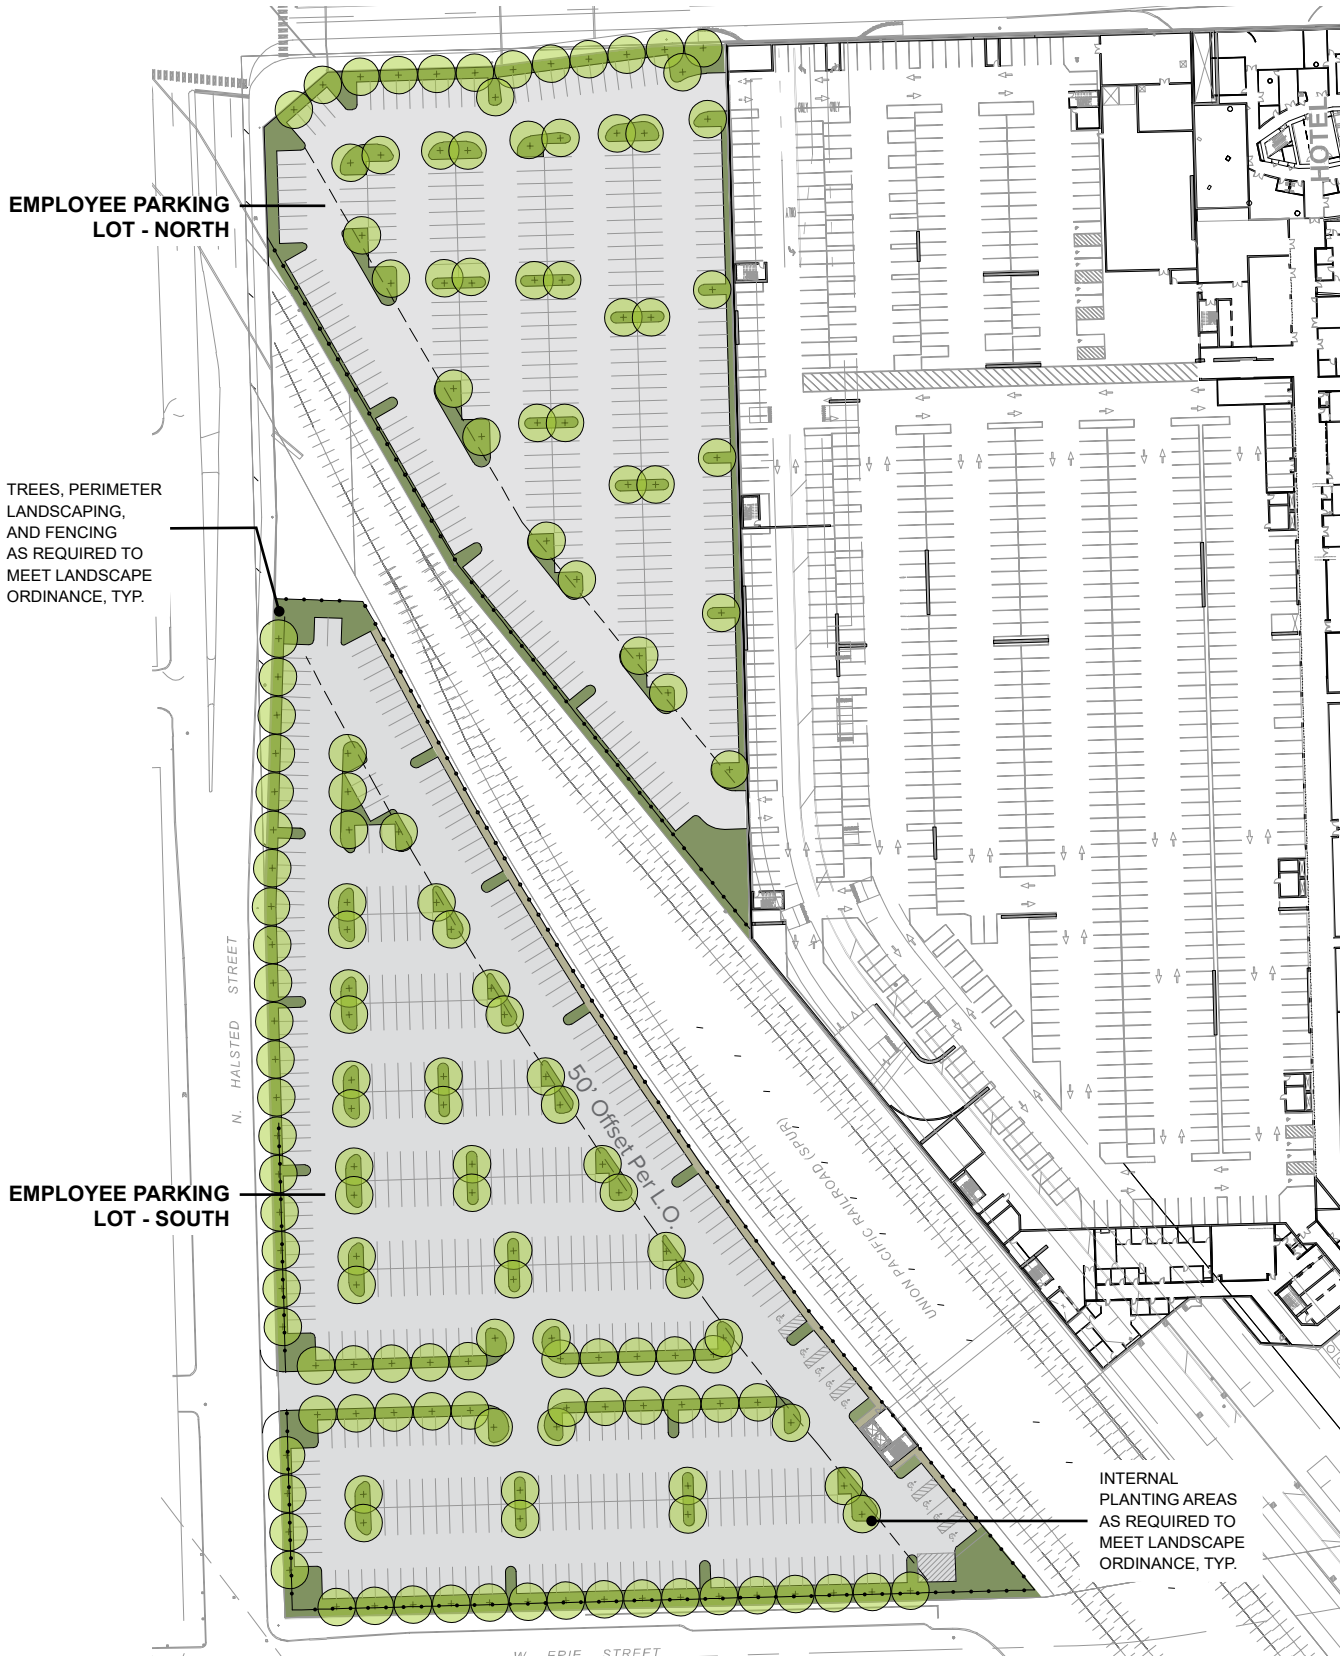 HOTEL
EMPLOYEE PARKING
LOT - NORTH
TREES, PERIMETER
LANDSCAPING,
AND FENCING
AS REQUIRED TO
MEET LANDSCAPE
ORDINANCE, TYP.
N. HALSTED STREET
50' Offset Per L.O.
UNION PACIFIC RAILROAD (SPUR)
EMPLOYEE PARKING
LOT - SOUTH
INTERNAL
PLANTING AREAS
AS REQUIRED TO
MEET LANDSCAPE
ORDINANCE, TYP.
W. ERIE STREET